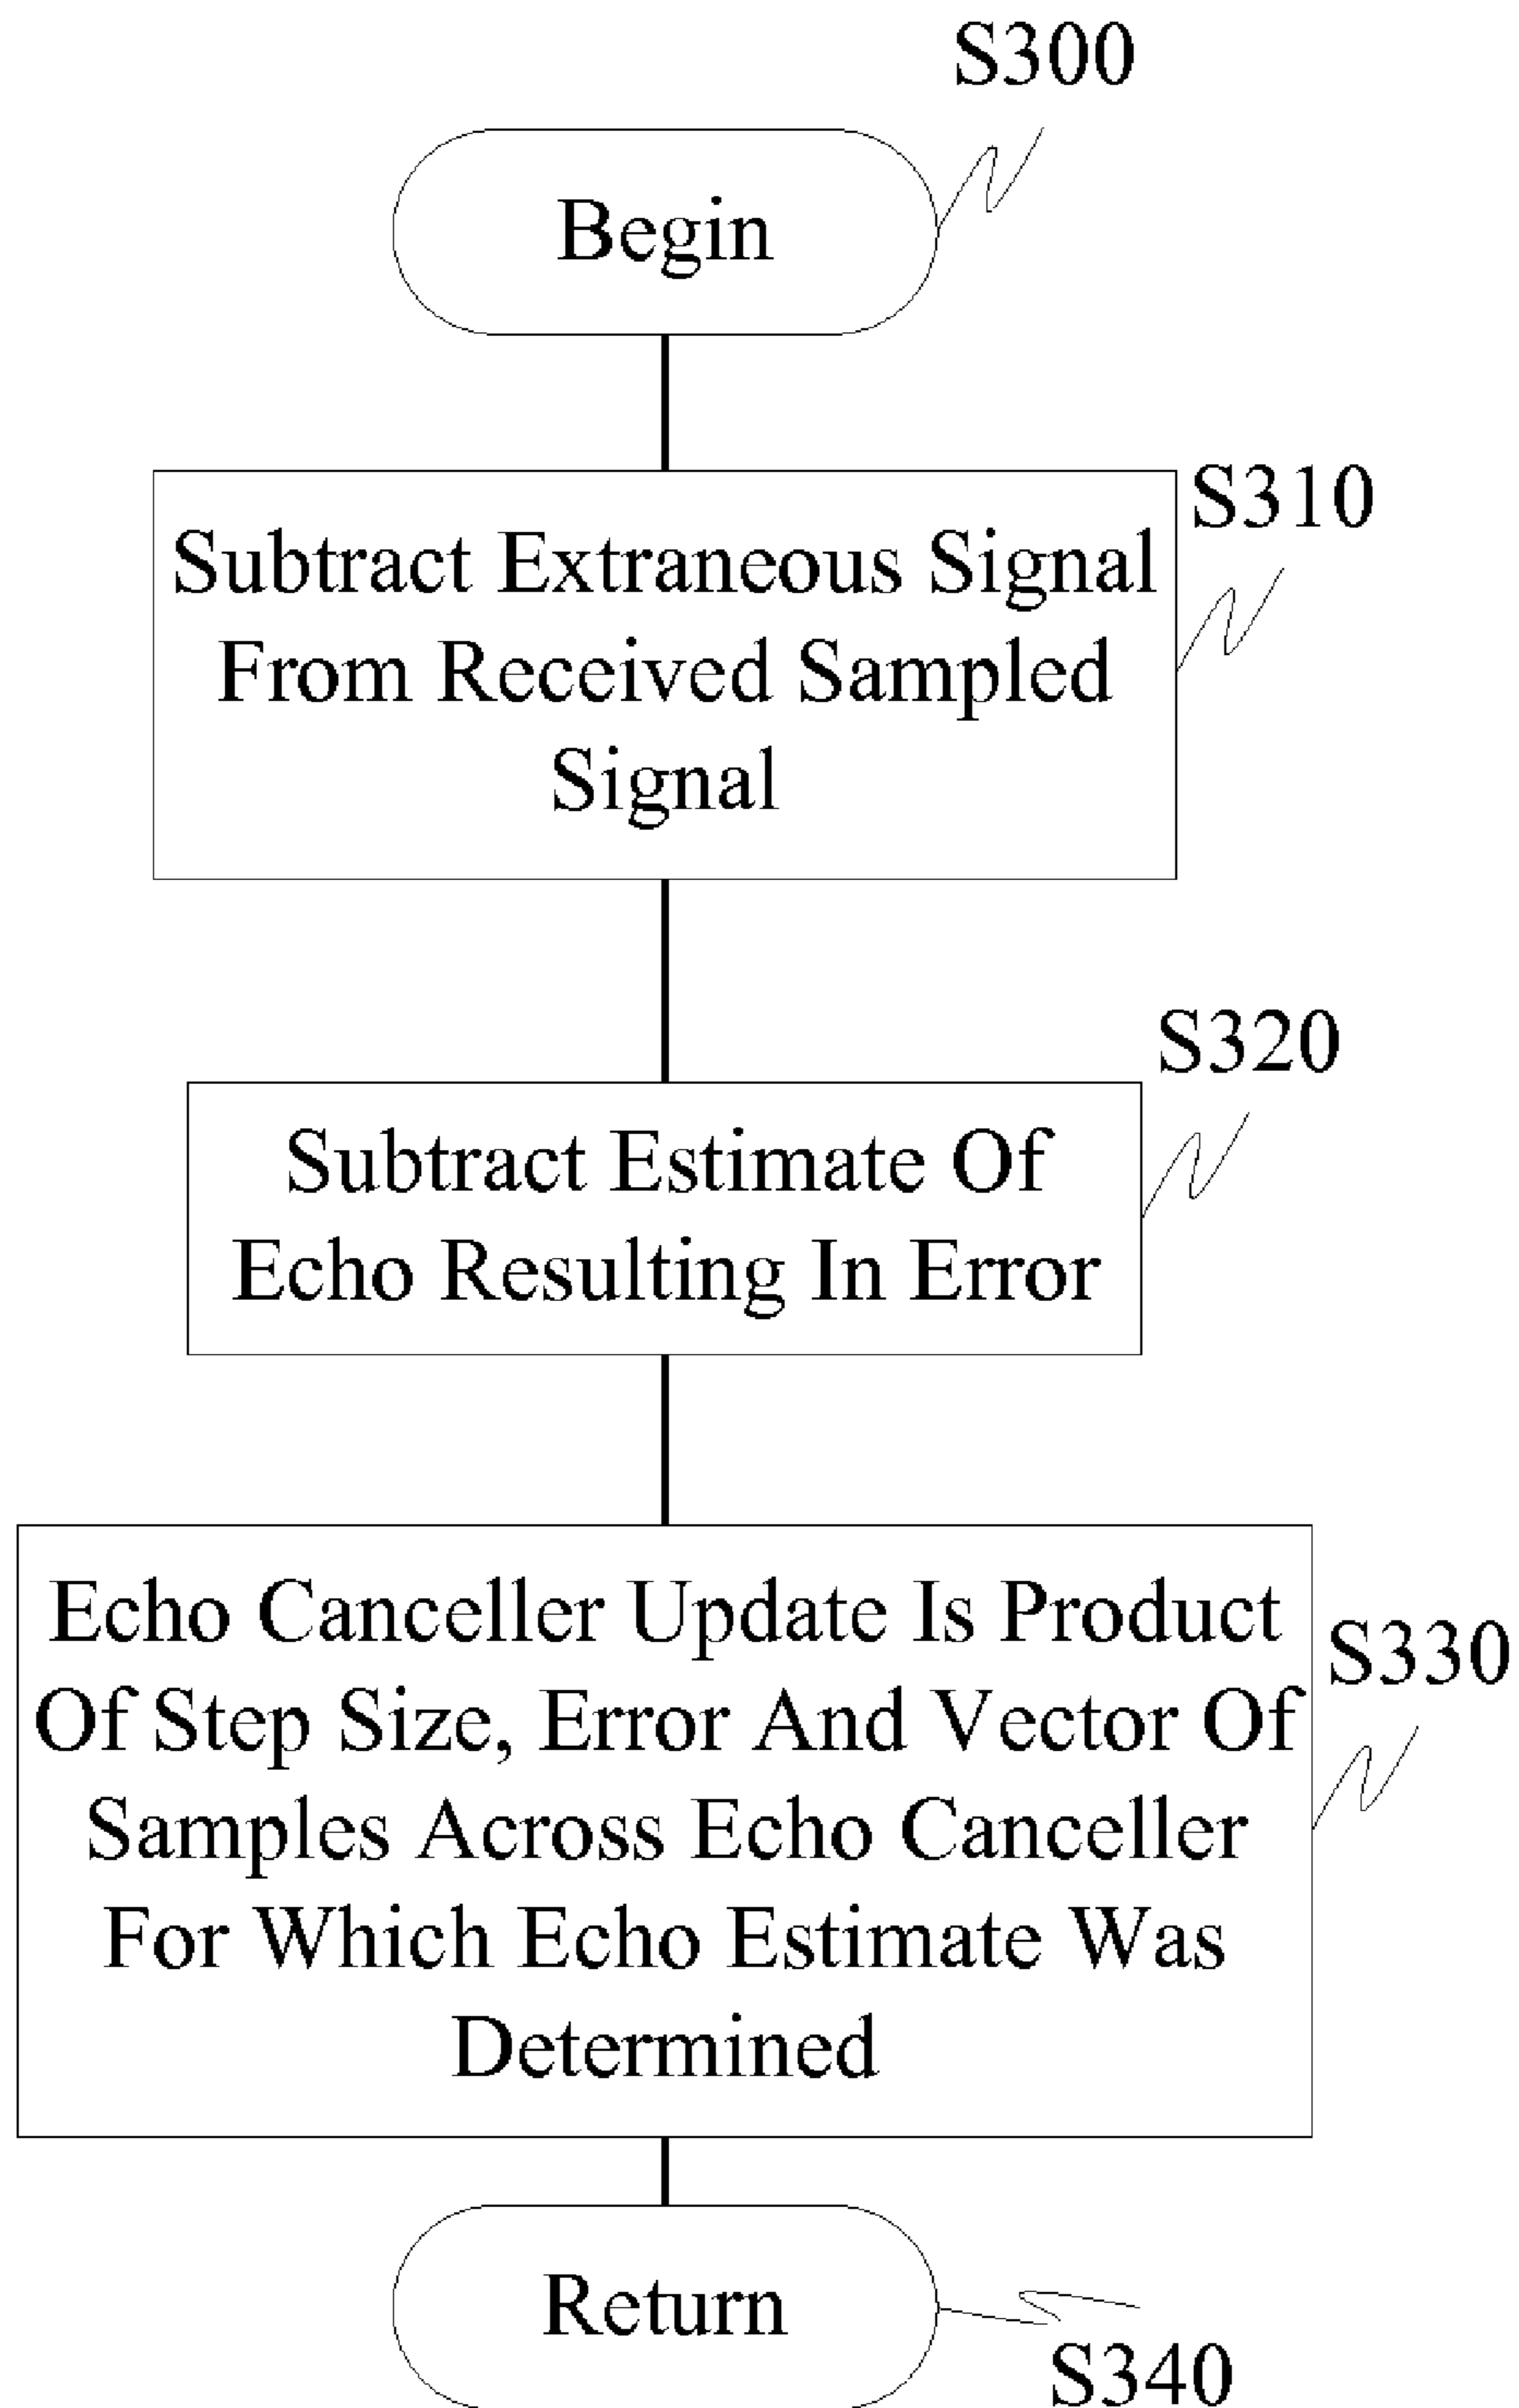 S300
Begin
S310
Subtract Extraneous Signal
From Received Sampled
Signal
S320
Subtract Estimate Of
Echo Resulting In Error
Echo Canceller Update Is Product
S330
Of Step Size, Error And Vector Of
Samples Across Echo Canceller
For Which Echo Estimate Was
Determined
Return
S340